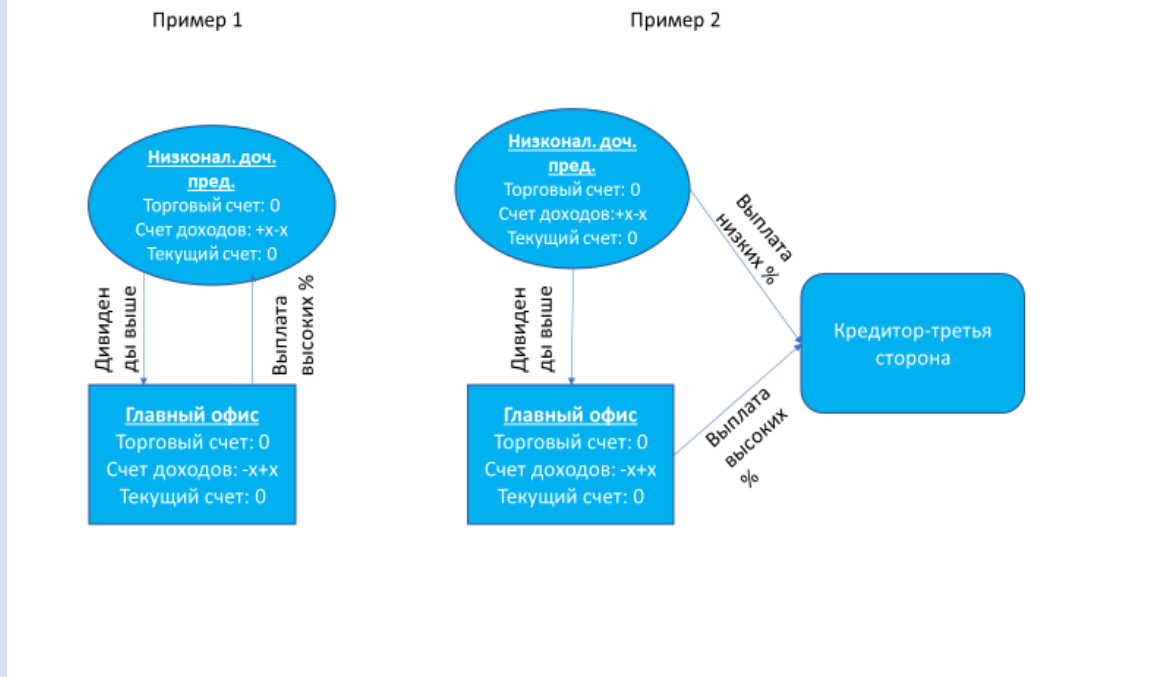 Пример 1
Низконал. доч.
пред.
Торговый счет: 0
Счет доходов: +x-x
Текущий счет: 0
Дивиден
ды выше
Выплата
высоких %
Главный офис
Торговый счет: 0
Счет доходов: -x+x
Текущий счет: 0
Пример 2
Низконал. доч.
пред.
Торговый счет: 0
Счет доходов:+x-x
Текущий счет: 0
Выплата
низких %
Дивиден
ды выше
Кредитор-третья
сторона
Выплата
высоких
%
Главный офис
Торговый счет: 0
Счет доходов: -x+x
Текущий счет: 0